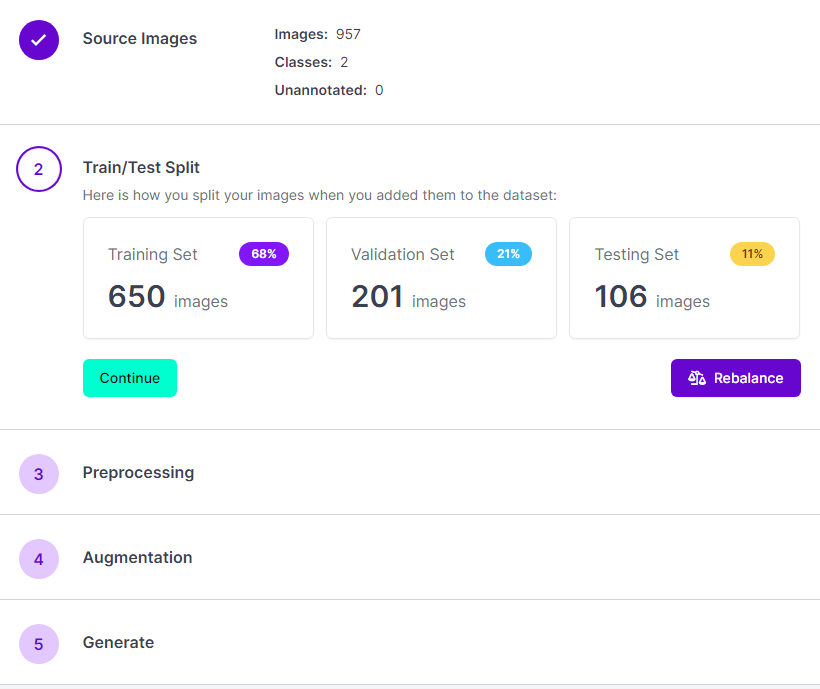 Source Images
Images: 957
Classes: 2
Unannotated: 0
2
Train/Test Split
Here is how you split your images when you added them to the dataset:
Training Set 68%
650 images
Validation Set 21%
201 images
Testing Set 11%
106 images
Continue
Rebalance
3 Preprocessing
4 Augmentation
5 Generate